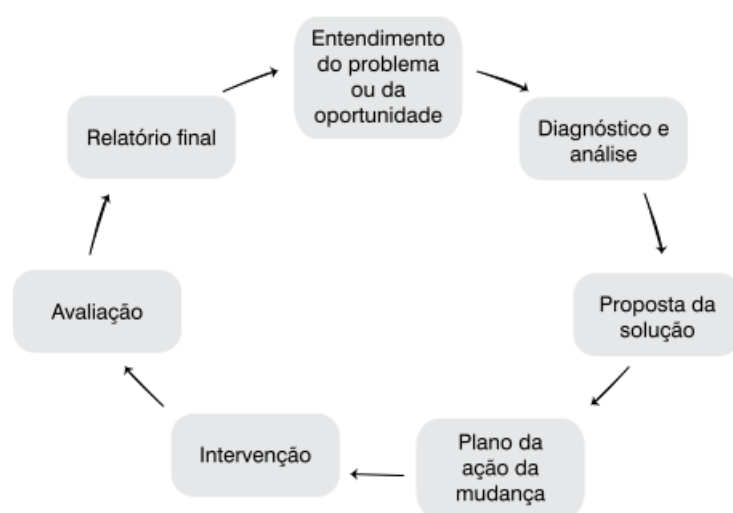 Entendimento
do problema
ou da
oportunidade
Diagnóstico e
análise
Proposta da
solução
Plano da
ação da
mudança
Intervenção
Avaliação
Relatório final